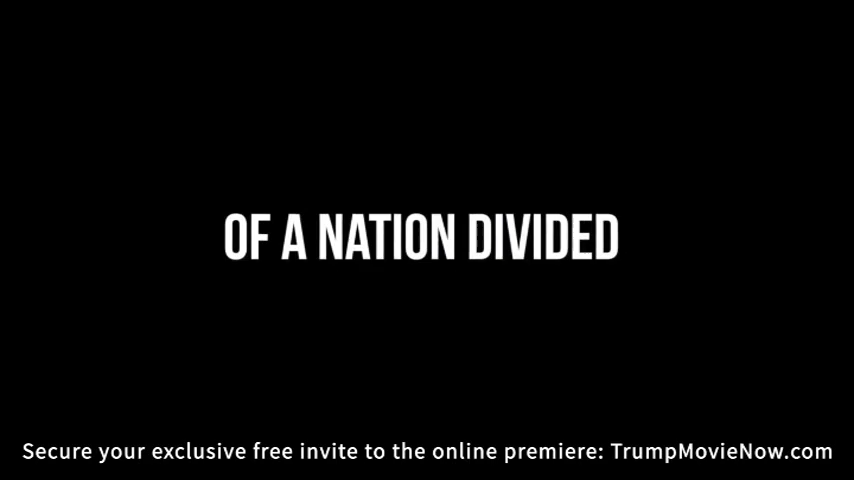 OF A NATION DIVIDED
Secure your exclusive free invite to the online premiere: TrumpMovieNow.com